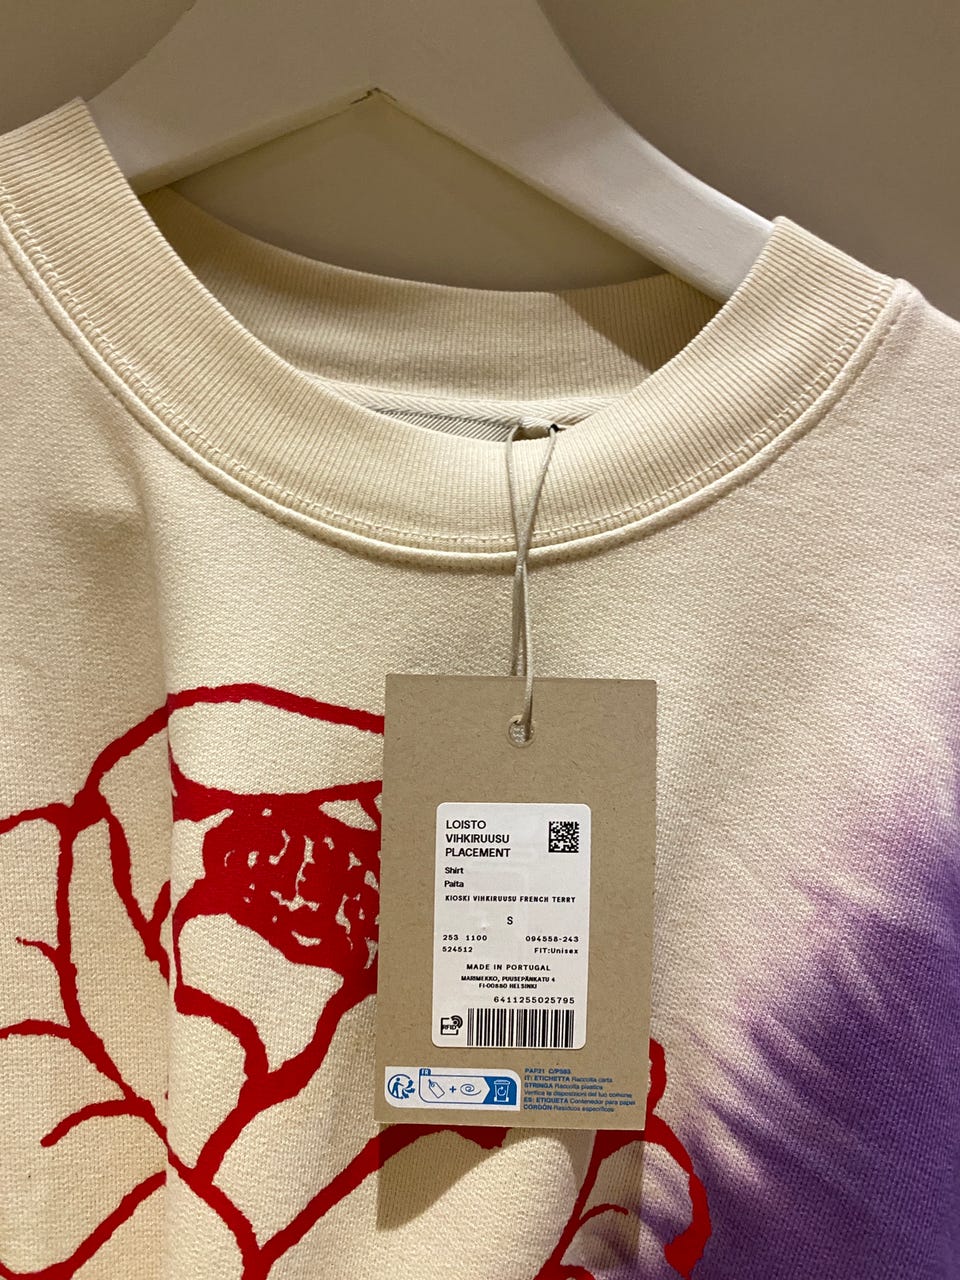 LOISTO
VIHKIRUUSU
PLACEMENT
Shirt
Paita
KIOSKI VIHKIRUUSU FRENCH TERRY
S
253 1100 094558-243
524512 FIT:Unisex
MADE IN PORTUGAL
MARIMEKKO, PUUSEPÄNKATU 4
FI-00880 HELSINKI
6411255025795
RFID
FR
+
PAP21 C/PS93
IT: ETICHETTA Raccolta carta
STRINGA Raccolta plastica
Verifica le disposizioni del tuo comune
ES: ETIQUETA Contenedor para papel
CORDÓN Residuos específicos